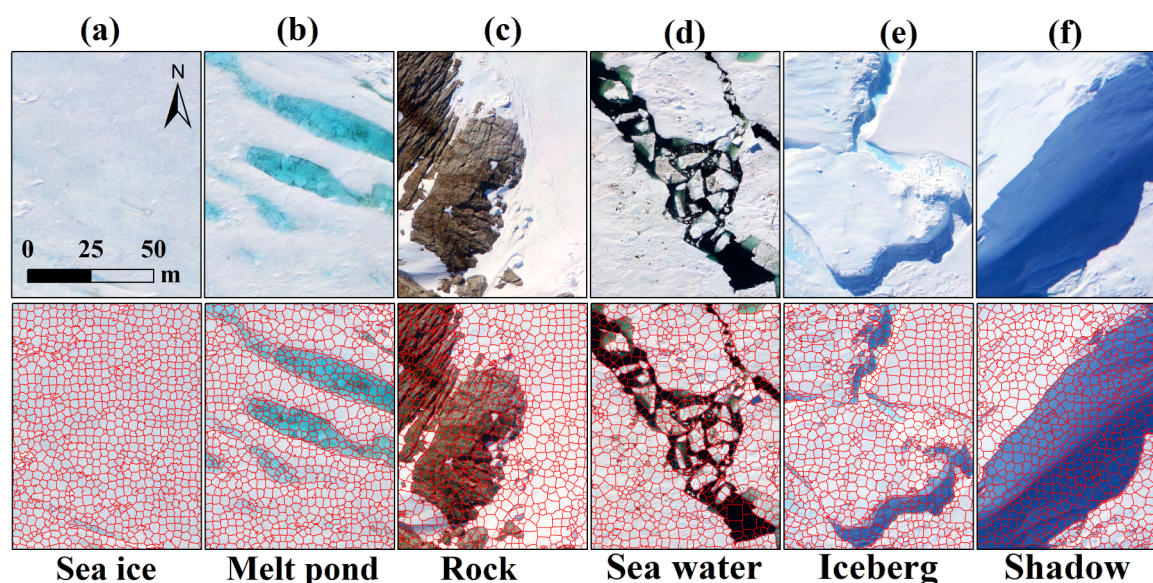 (a) (b) (c) (d) (e) (f)
N
0 25 50
m
Sea ice Melt pond Rock Sea water Iceberg Shadow